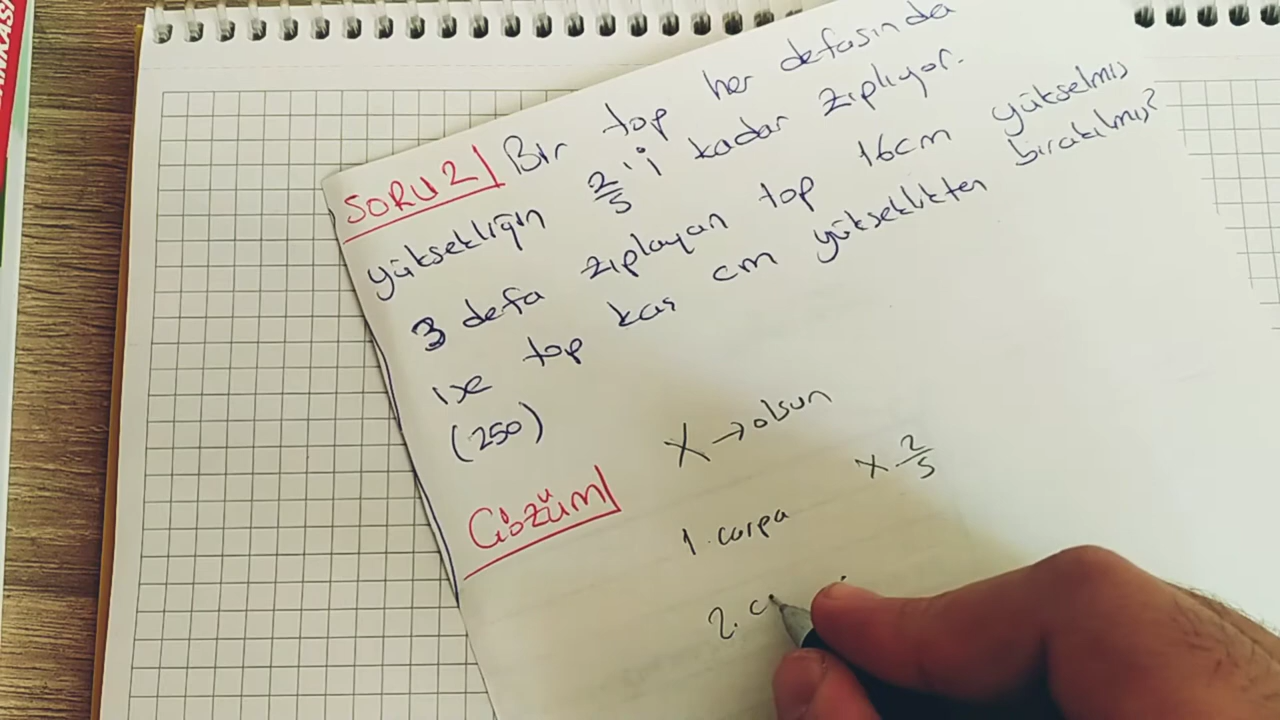 SORU 2 Bir top her defasında
yüksekliğin 2/5'i kadar zıplıyor.
3 defa zıplayan top 16cm yükselmiş
ise top kaç cm yükseklikten bırakılmış?
(250)
Çözüm
X → olsun
1. çarpa x. 2/5
2. c